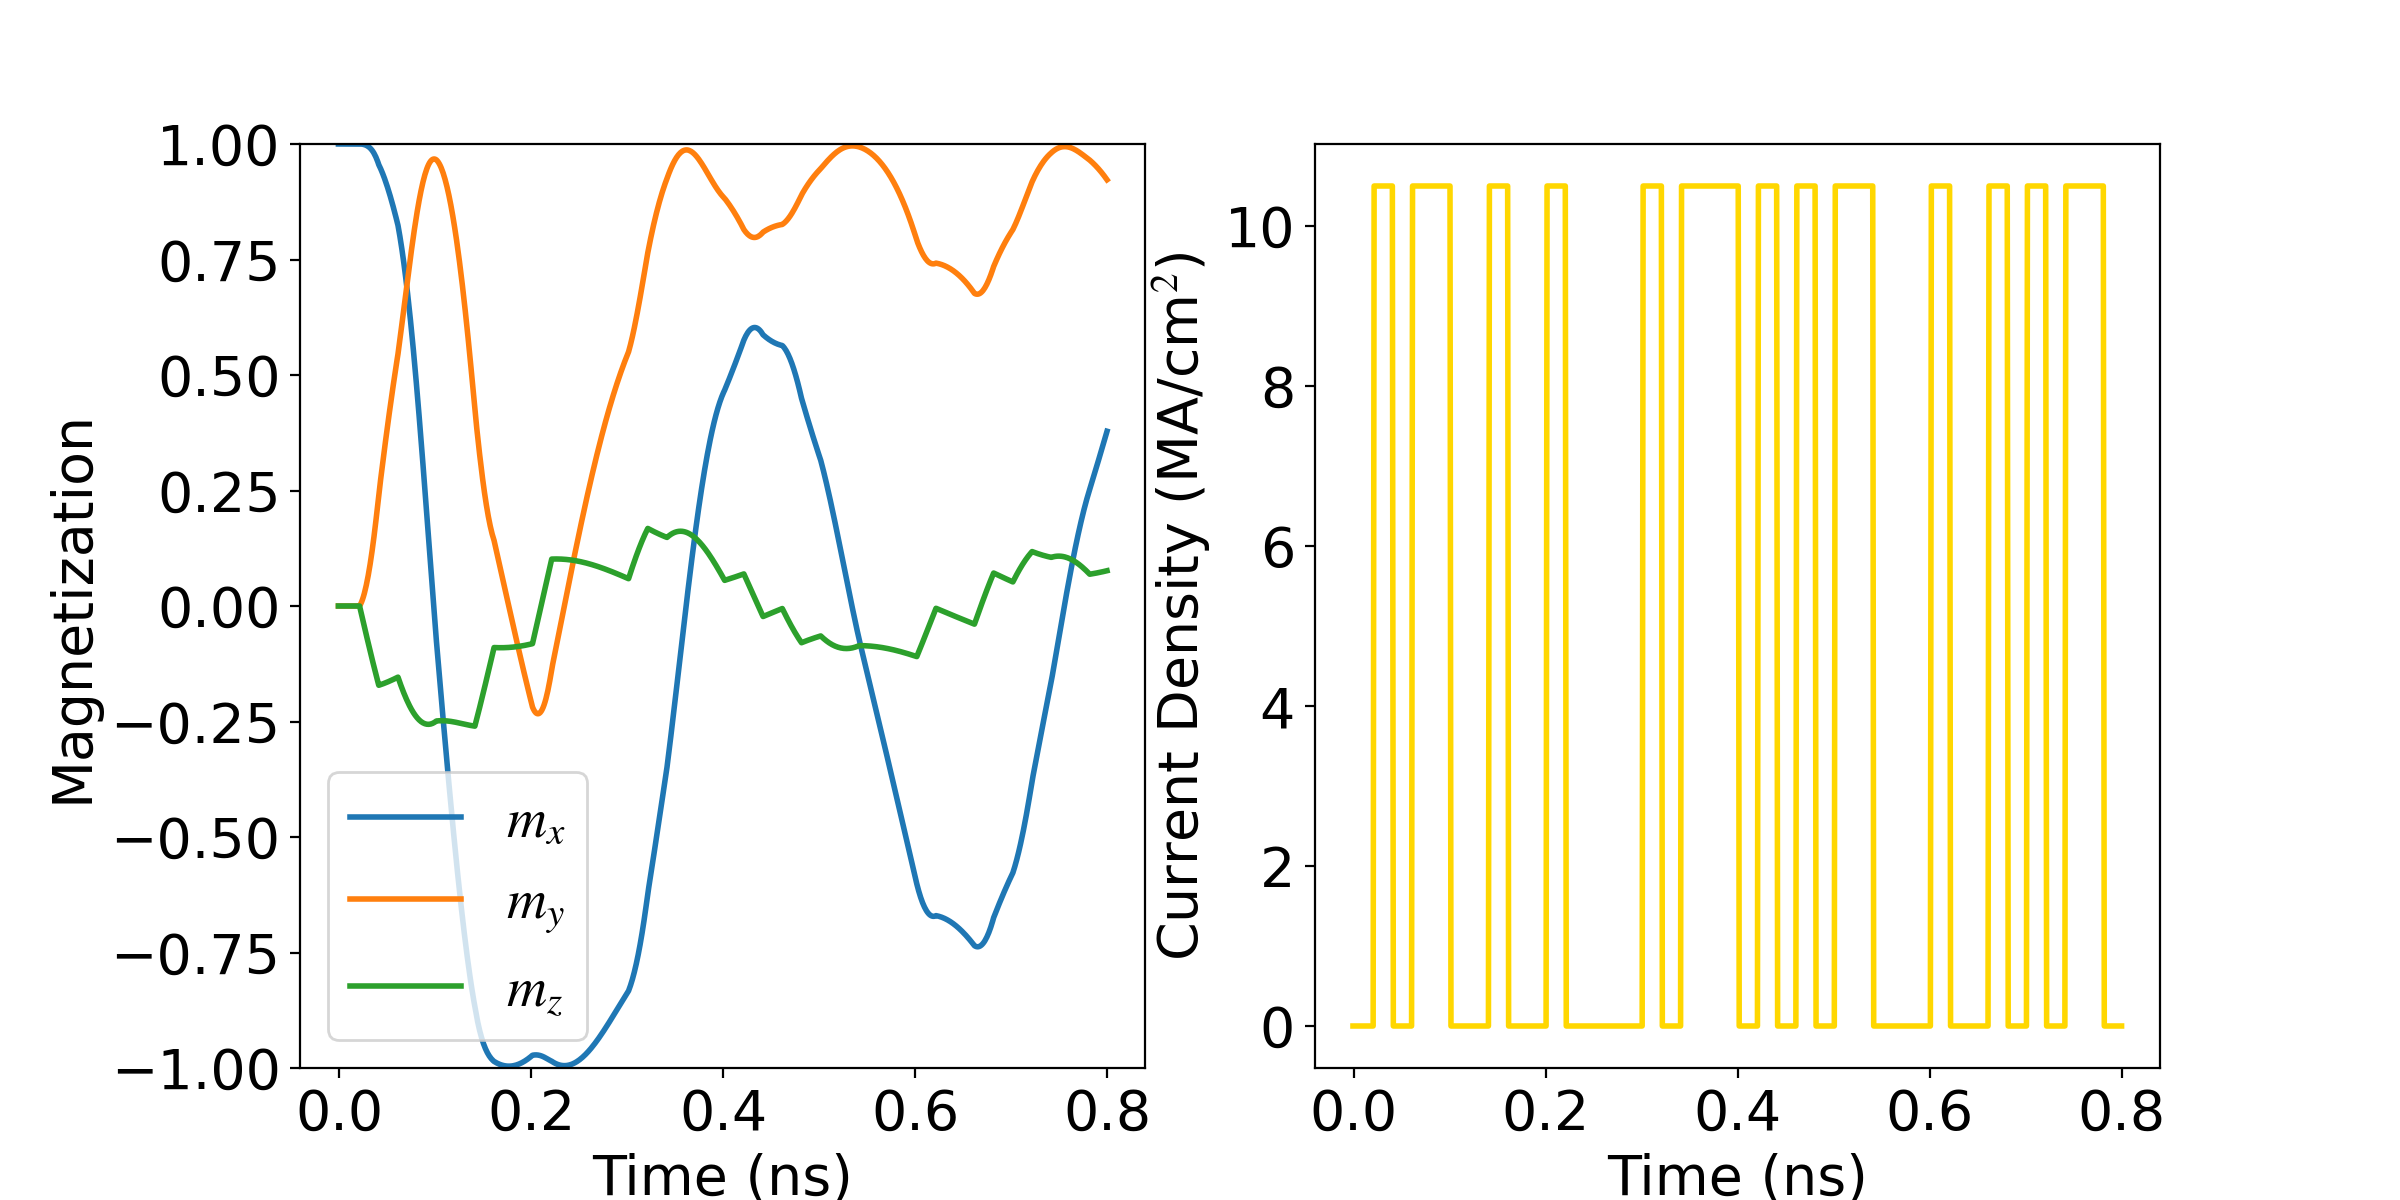 1.00
0.75
0.50
0.25
0.00
−0.25
−0.50
−0.75
−1.00
Magnetization
m_x
m_y
m_z
0.0 0.2 0.4 0.6 0.8
Time (ns)
10
8
6
4
2
0
Current Density (MA/cm²)
0.0 0.2 0.4 0.6 0.8
Time (ns)